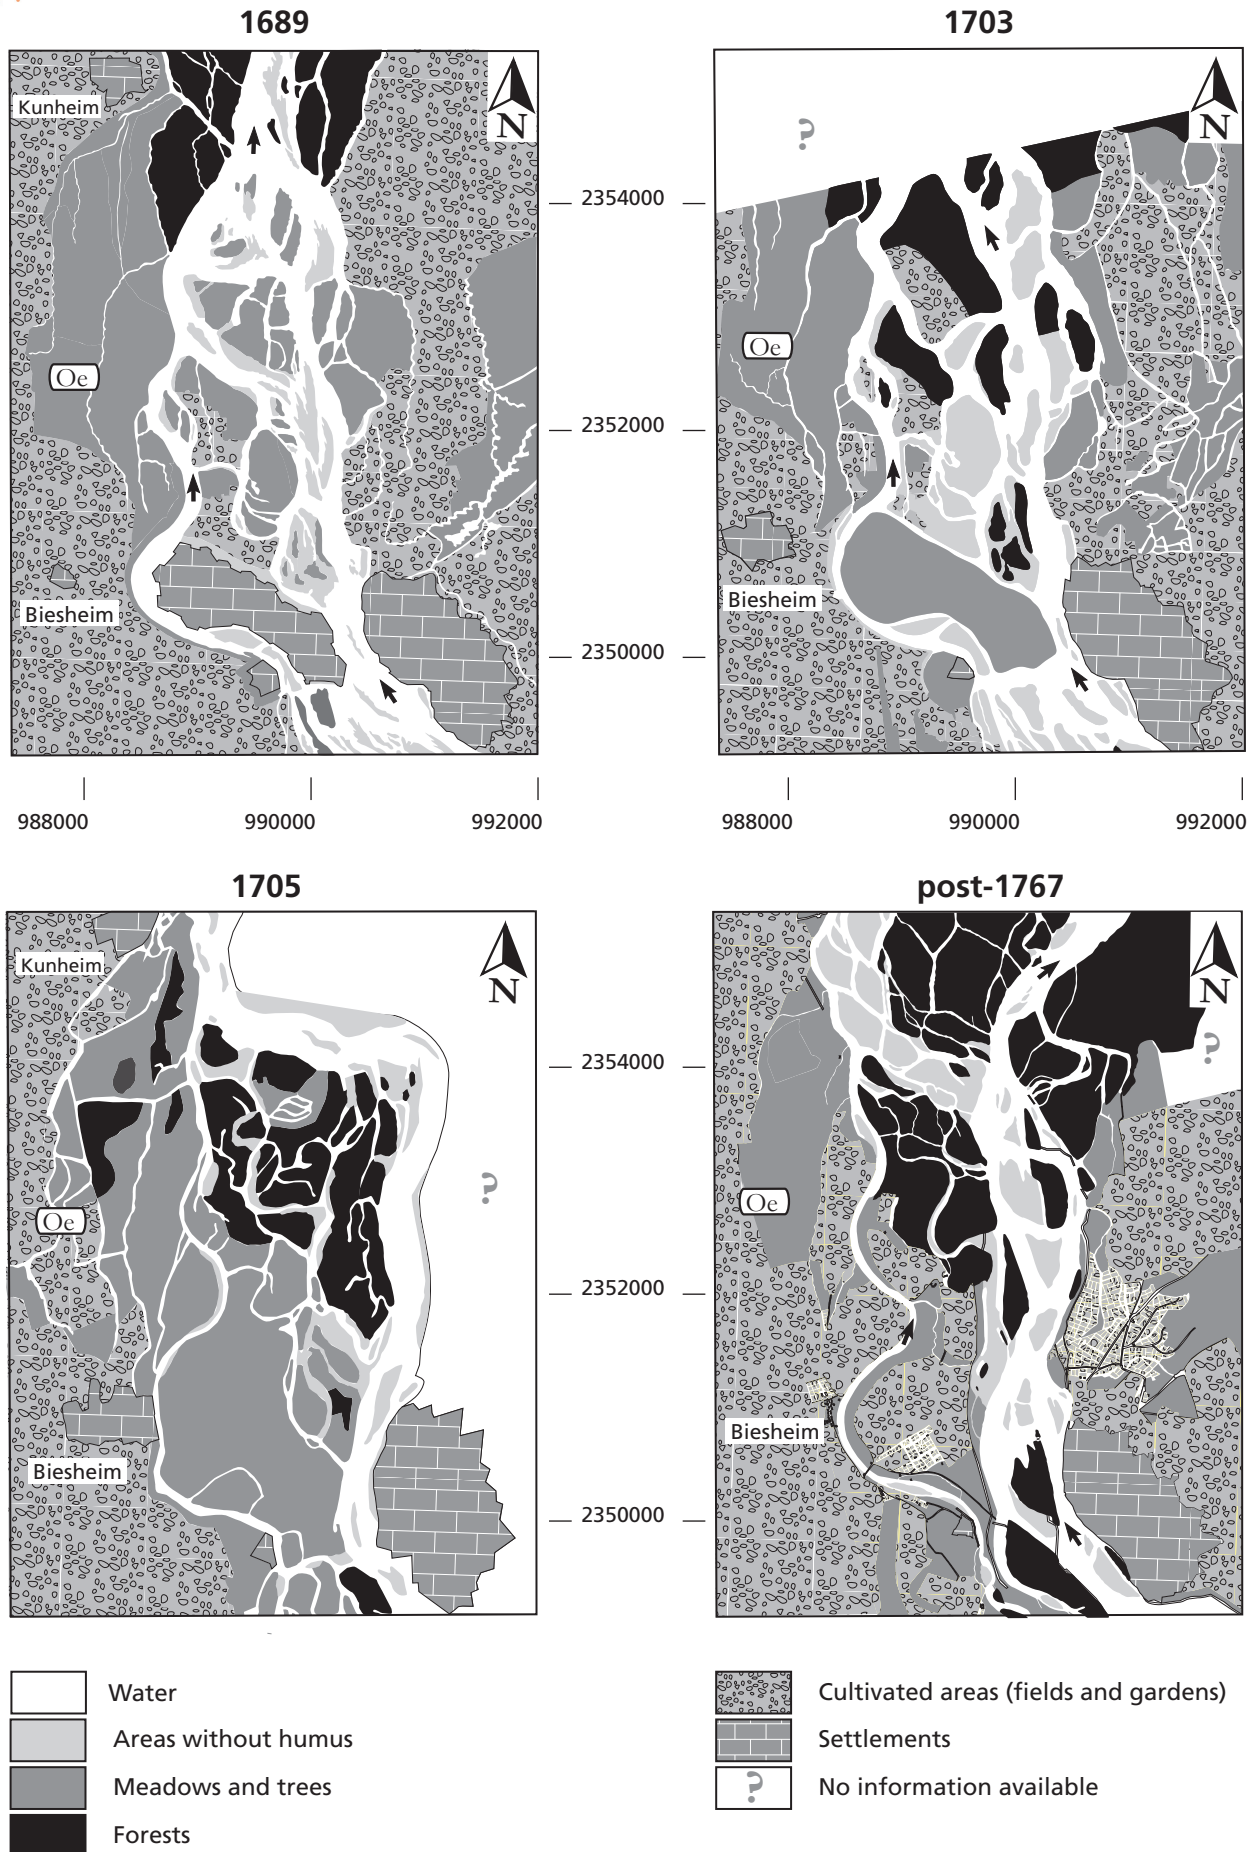 1689
1703
Kunheim
N
N
?
2354000
Oe
Oe
2352000
Biesheim
Biesheim
2350000
988000
990000
992000
988000
990000
992000
1705
post-1767
Kunheim
N
N
2354000
?
?
Oe
Oe
2352000
Biesheim
Biesheim
2350000
Water
Cultivated areas (fields and gardens)
Areas without humus
Settlements
Meadows and trees
?
No information available
Forests